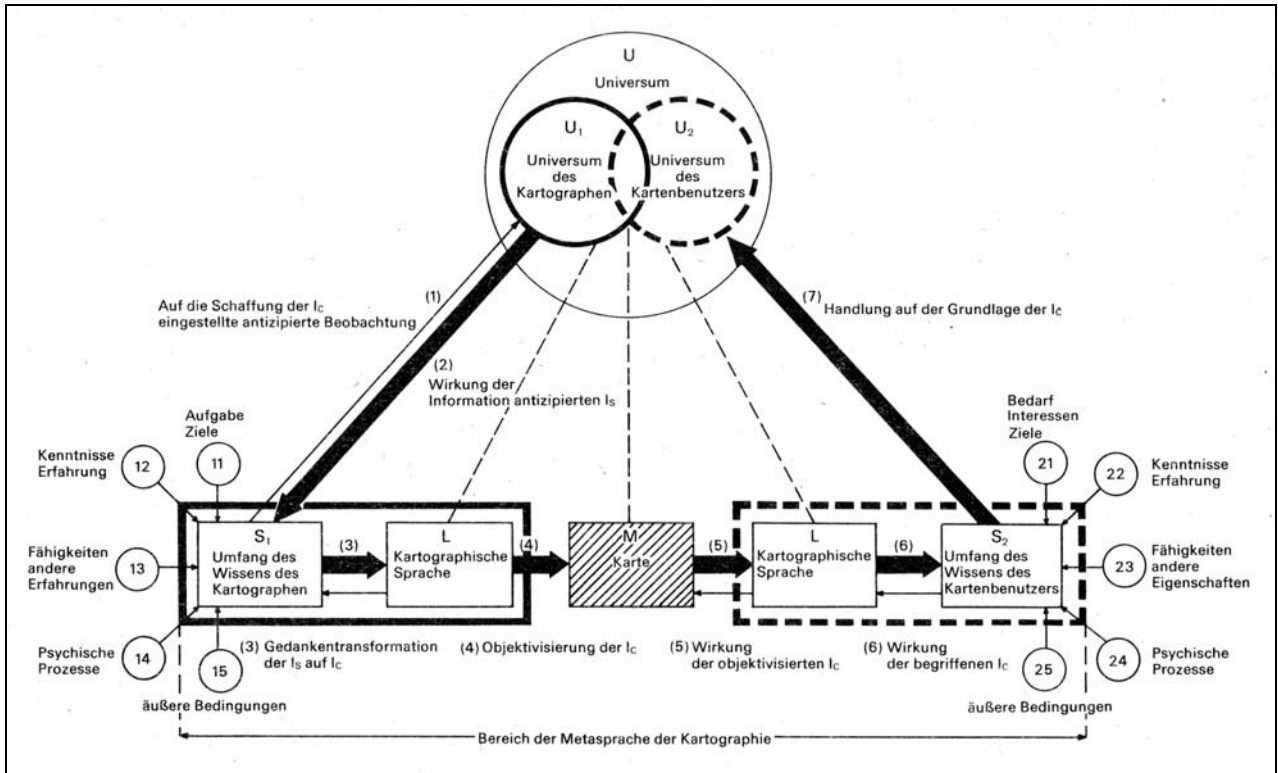 U
Universum
U₁
Universum
des
Kartographen
U₂
Universum
des
Kartenbenutzers
(1)
Auf die Schaffung der Ic
eingestellte antizipierte Beobachtung
(2)
Wirkung der
Information antizipierten Is
(7)
Handlung auf der Grundlage der Ic
Aufgabe
Ziele
Kenntnisse
Erfahrung
12
11
Fähigkeiten
andere
Erfahrungen
13
Psychische
Prozesse
14
15
äußere Bedingungen
S₁
Umfang des
Wissens des
Kartographen
(3)
L
Kartographische
Sprache
(4)
M
Karte
(5)
L
Kartographische
Sprache
(6)
S₂
Umfang des
Wissens des
Kartenbenutzers
Bedarf
Interessen
Ziele
21
22
Kenntnisse
Erfahrung
23
Fähigkeiten
andere
Eigenschaften
24
Psychische
Prozesse
25
äußere Bedingungen
(3) Gedankentransformation
der Is auf Ic
(4) Objektivisierung der Ic
(5) Wirkung
der objektivisierten Ic
(6) Wirkung
der begriffenen Ic
Bereich der Metasprache der Kartographie